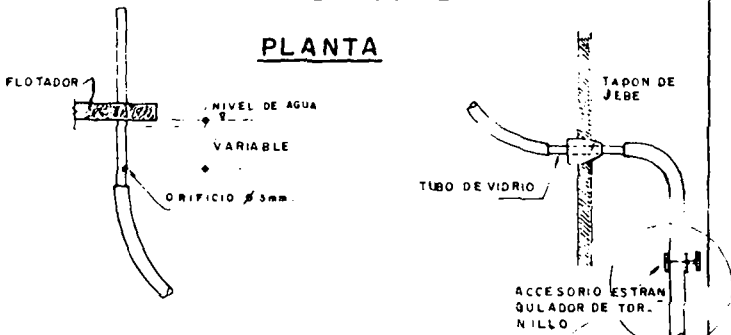 PLANTA
FLOTADOR
NIVEL DE AGUA
VARIABLE
ORIFICIO Ø 3mm.
TAPON DE
JEBE
TUBO DE VIDRIO
ACCESORIO ESTRAN
GULADOR DE TOR-
NILLO